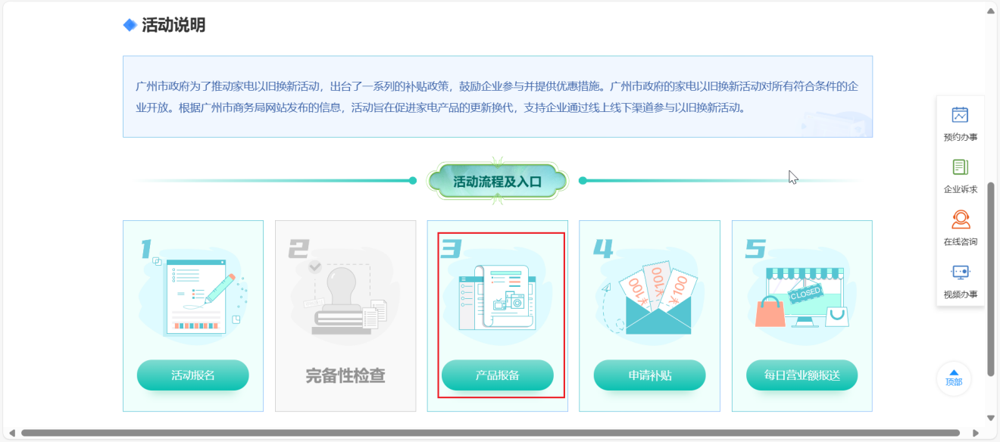 活动说明
广州市政府为了推动家电以旧换新活动，出台了一系列的补贴政策，鼓励企业参与并提供优惠措施。广州市政府的家电以旧换新活动对所有符合条件的企
业开放。根据广州市商务局网站发布的信息，活动旨在促进家电产品的更新换代，支持企业通过线上线下渠道参与以旧换新活动。
活动流程及入口
1
活动报名
2
完备性检查
3
产品报备
4
100
¥
100
¥
100
¥
申请补贴
5
CLOSED
每日营业额报送
预约办事
企业诉求
在线咨询
视频办事
顶部